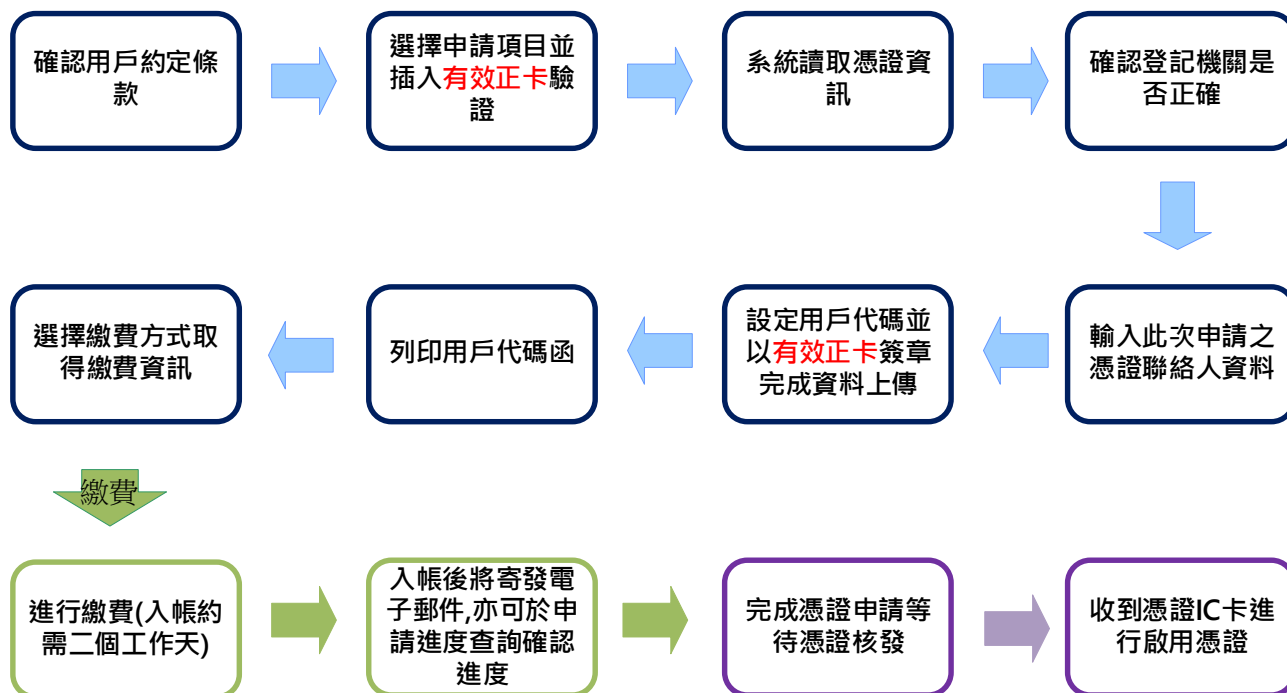 確認用戶約定條
款
選擇申請項目並
插入有效正卡驗
證
系統讀取憑證資
訊
確認登記機關是
否正確
輸入此次申請之
憑證聯絡人資料
設定用戶代碼並
以有效正卡簽章
完成資料上傳
列印用戶代碼函
選擇繳費方式取
得繳費資訊
繳費
進行繳費(入帳約
需二個工作天)
入帳後將寄發電
子郵件,亦可於申
請進度查詢確認
進度
完成憑證申請等
待憑證核發
收到憑證IC卡進
行啟用憑證